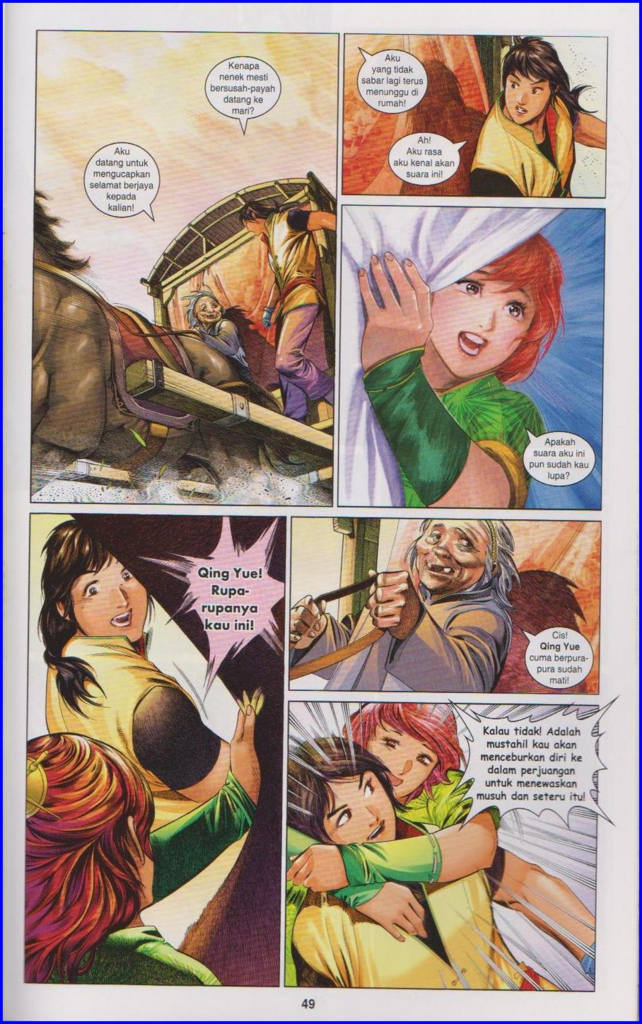 Kenapa
nenek mesti
bersusah-payah
datang ke
mari?
Aku
datang untuk
mengucapkan
selamat berjaya
kepada
kalian!
Aku
yang tidak
sabar lagi terus
menunggu di
rumah!
Ah!
Aku rasa
aku kenal akan
suara ini!
Apakah
suara aku ini
pun sudah kau
lupa?
Qing Yue!
Rupa-
rupanya
kau ini!
Cis!
Qing Yue
cuma berpura-
pura sudah
mati!
Kalau tidak! Adalah
mustahil kau akan
menceburkan diri ke
dalam perjuangan
untuk menewaskan
musuh dan seteru itu!
49